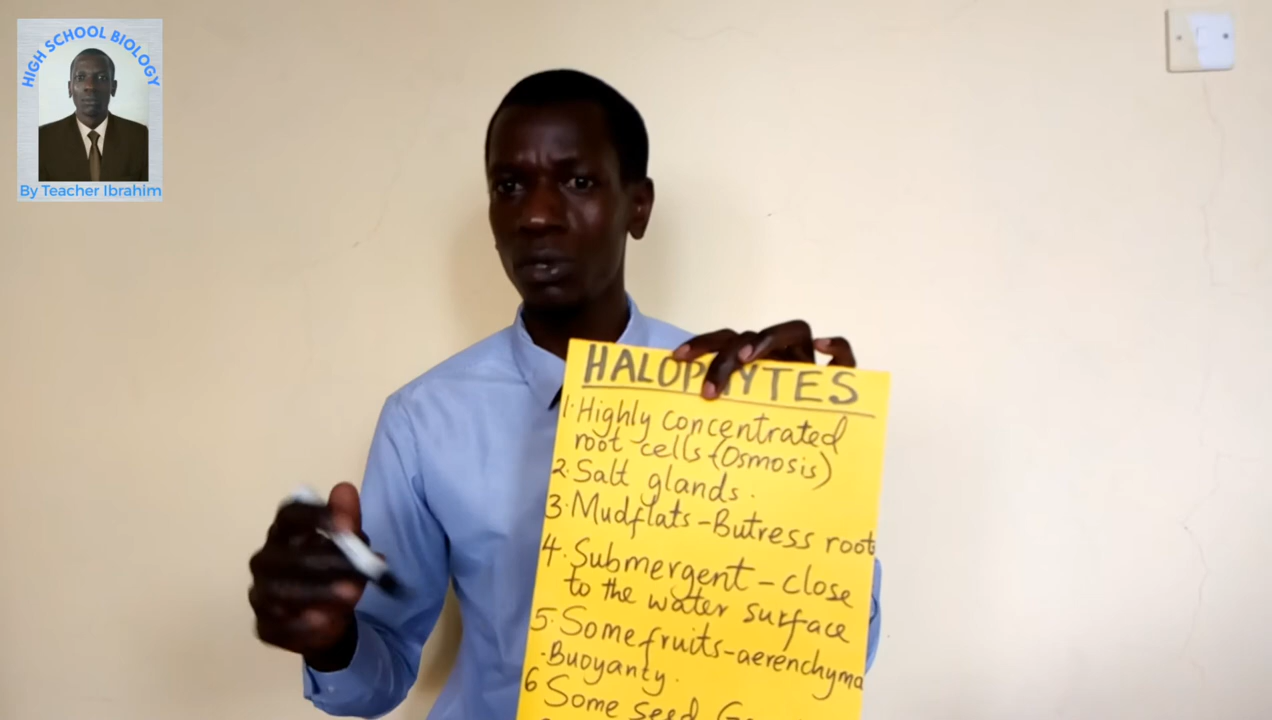 HIGH SCHOOL BIOLOGY
By Teacher Ibrahim
HALOPHYTES
1. Highly concentrated
root cells (Osmosis)
2. Salt glands.
3. Mudflats - Butress root
4. Submergent - close
to the water surface
5. Some fruits - aerenchyma
- Buoyanty.
6 Some seed